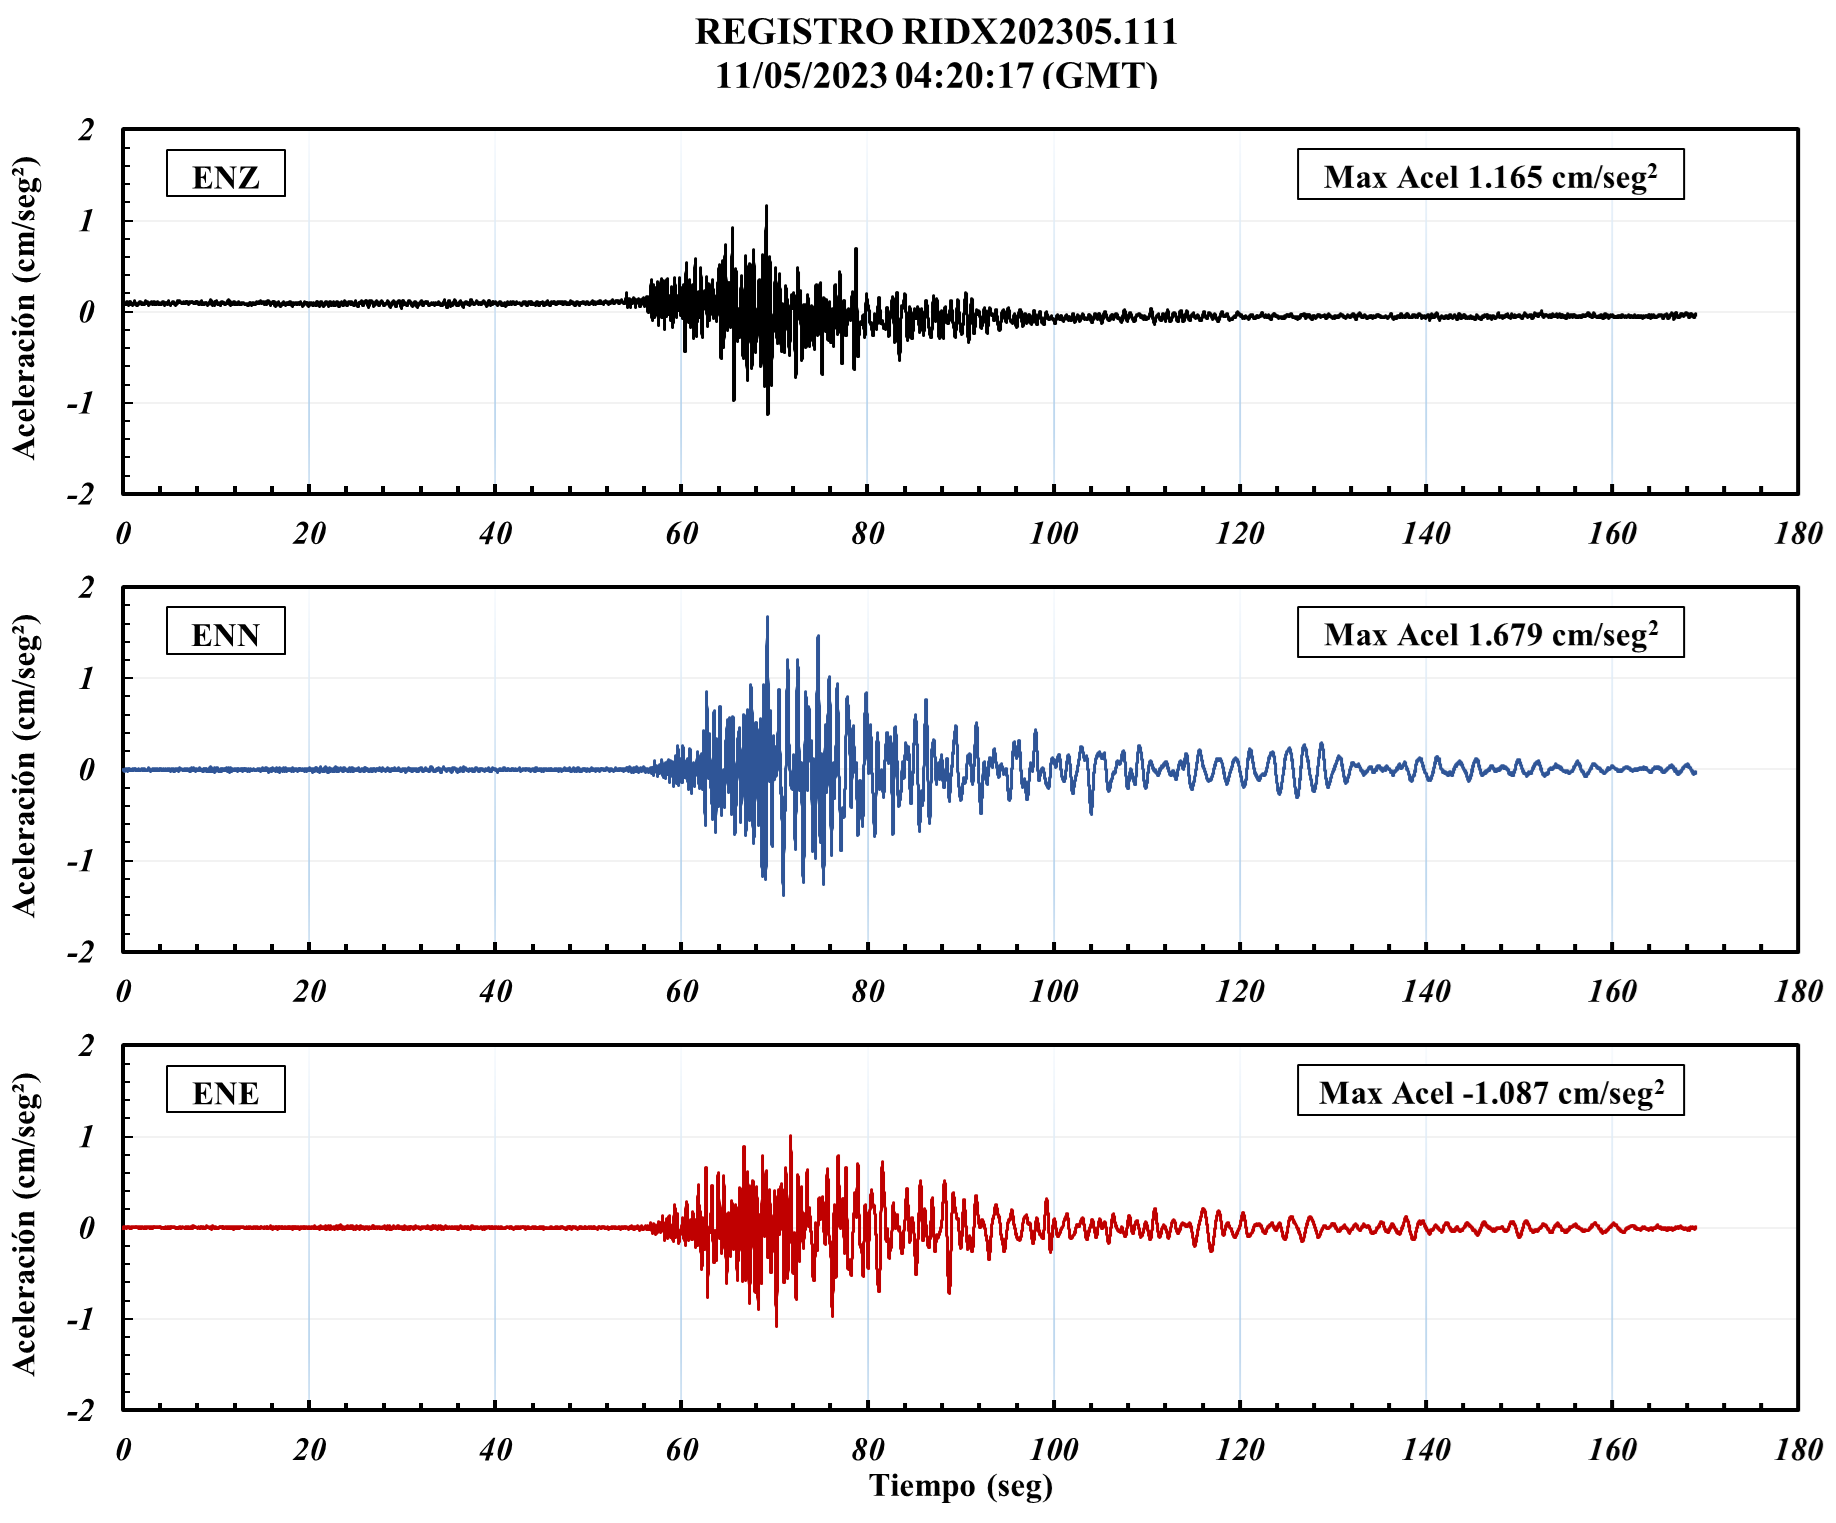 REGISTRO RIDX202305.111
11/05/2023 04:20:17 (GMT)
Aceleración (cm/seg²)
2
1
0
-1
-2
ENZ
Max Acel 1.165 cm/seg²
0 20 40 60 80 100 120 140 160 180
Aceleración (cm/seg²)
2
1
0
-1
-2
ENN
Max Acel 1.679 cm/seg²
0 20 40 60 80 100 120 140 160 180
Aceleración (cm/seg²)
2
1
0
-1
-2
ENE
Max Acel -1.087 cm/seg²
0 20 40 60 80 100 120 140 160 180
Tiempo (seg)